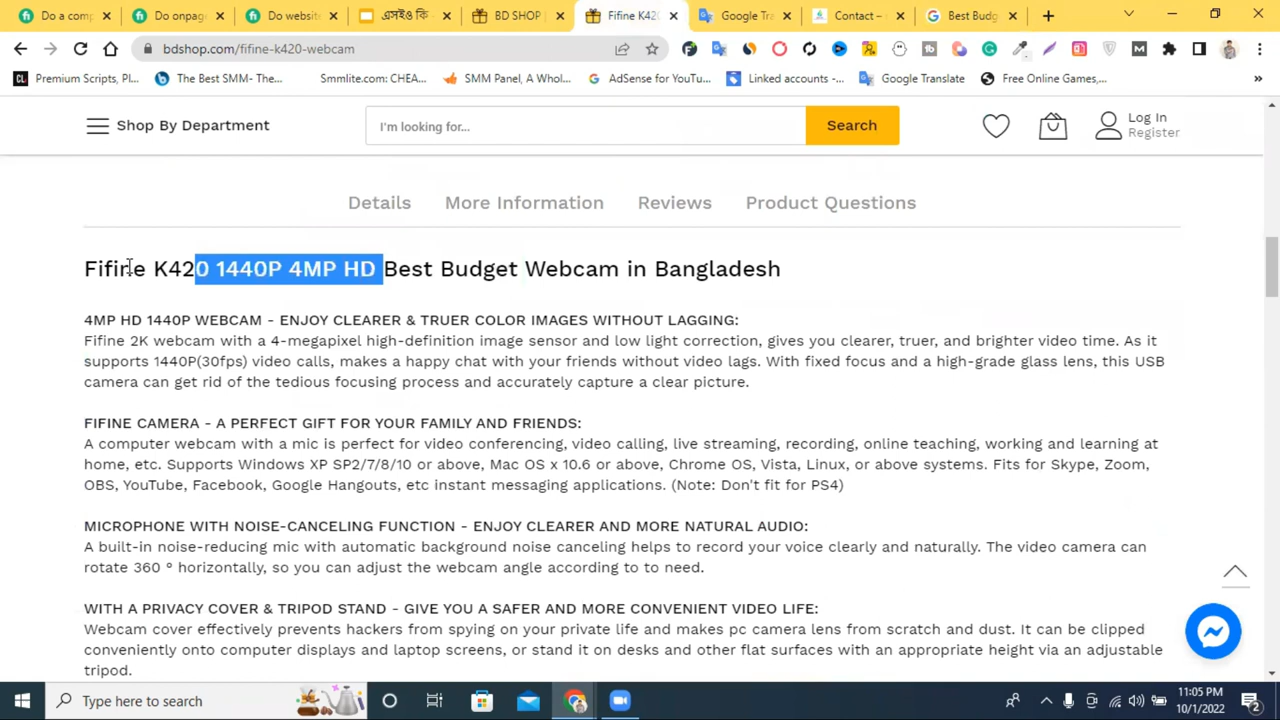 Do a comp
Do onpage
Do website
এসইও কি -
BD SHOP |
Fifine K42
Google Tra
Contact –
Best Budg
bdshop.com/fifine-k420-webcam
Premium Scripts, Pl...
The Best SMM- The...
Smmlite.com: CHEA...
SMM Panel, A Whol...
AdSense for YouTu...
Linked accounts -...
Google Translate
Free Online Games,...
Shop By Department
I'm looking for...
Search
Log In
Register
Details More Information Reviews Product Questions
Fifine K420 1440P 4MP HD Best Budget Webcam in Bangladesh
4MP HD 1440P WEBCAM - ENJOY CLEARER & TRUER COLOR IMAGES WITHOUT LAGGING:
Fifine 2K webcam with a 4-megapixel high-definition image sensor and low light correction, gives you clearer, truer, and brighter video time. As it
supports 1440P(30fps) video calls, makes a happy chat with your friends without video lags. With fixed focus and a high-grade glass lens, this USB
camera can get rid of the tedious focusing process and accurately capture a clear picture.
FIFINE CAMERA - A PERFECT GIFT FOR YOUR FAMILY AND FRIENDS:
A computer webcam with a mic is perfect for video conferencing, video calling, live streaming, recording, online teaching, working and learning at
home, etc. Supports Windows XP SP2/7/8/10 or above, Mac OS x 10.6 or above, Chrome OS, Vista, Linux, or above systems. Fits for Skype, Zoom,
OBS, YouTube, Facebook, Google Hangouts, etc instant messaging applications. (Note: Don't fit for PS4)
MICROPHONE WITH NOISE-CANCELING FUNCTION - ENJOY CLEARER AND MORE NATURAL AUDIO:
A built-in noise-reducing mic with automatic background noise canceling helps to record your voice clearly and naturally. The video camera can
rotate 360 ° horizontally, so you can adjust the webcam angle according to to need.
WITH A PRIVACY COVER & TRIPOD STAND - GIVE YOU A SAFER AND MORE CONVENIENT VIDEO LIFE:
Webcam cover effectively prevents hackers from spying on your private life and makes pc camera lens from scratch and dust. It can be clipped
conveniently onto computer displays and laptop screens, or stand it on desks and other flat surfaces with an appropriate height via an adjustable
tripod.
Type here to search
11:05 PM
10/1/2022
2